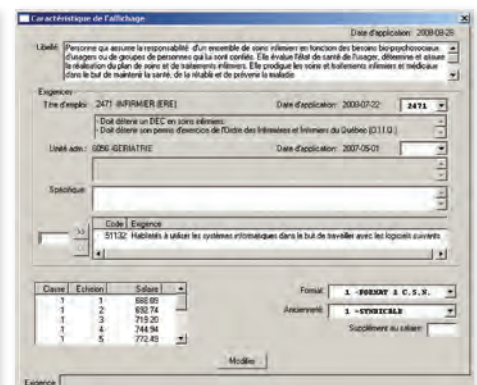 Caractéristique de l'affichage
Date d'application: 2008-09-28
Libellé: Personne qui assume la responsabilité d'un ensemble de soins infirmiers en fonction des besoins bio-psychosociaux
d'usagers ou de groupes de personnes qui lui sont confiés. Elle évalue l'état de santé de l'usager, détermine et assure
la réalisation du plan de soins et de traitements infirmiers. Elle prodigue les soins et traitements infirmiers et médicaux
dans le but de maintenir la santé, de la rétablir et de prévenir la maladie.
Exigences
Titre d'emploi: 2471 -INFIRMIER (ERE) Date d'application: 2008-07-22 2471
- Doit détenir un DEC en soins infirmiers.
- Doit détenir son permis d'exercice de l'Ordre des Infirmières et Infirmiers du Québec (O.I.I.Q.)
Unité adm.: 6056 -GERIATRIE Date d'application: 2007-05-01
Spécifique:
Code Exigence
>> 51132 Habiletés à utiliser les systèmes informatiques dans le but de travailler avec les logiciels suivants
<<
Classe Echelon Salaire
1 1 668.85
1 2 692.74
1 3 719.20
1 4 744.94
1 5 772.45
Format: 1 -FORMAT 1 C.S.N.
Ancienneté: 1 -SYNDICALE
Supplément au salaire:
Modifier
Exigence